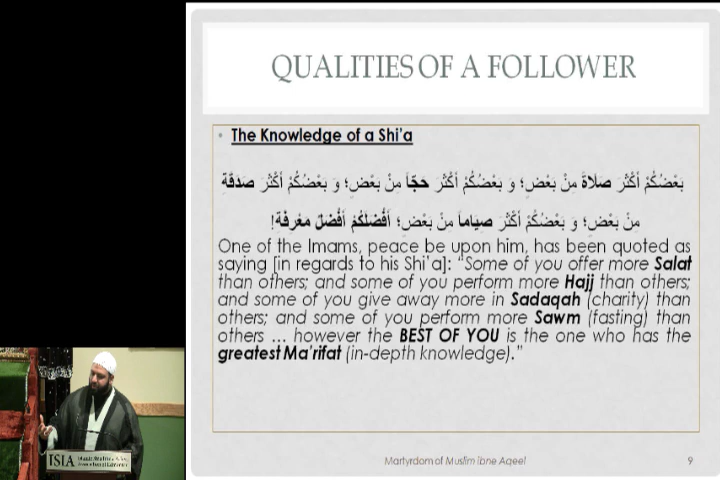 QUALITIES OF A FOLLOWER
• The Knowledge of a Shi'a
بَعْضُكُمْ أَكْثَرَ صلاةً مِنْ بَعْضٍ؛ وَ بَعْضُكُمْ أَكْثَرَ حَجّاً مِنْ بَعْضٍ؛ وَ بَعْضُكُمْ أَكْثَرَ صَدقَةِ
مِنْ بَعْضٍ؛ وَ بَعْضُكُمْ أَكْثَرَ صِياماً مِنْ بَعْضٍ؛ أَفْضلكُمْ أَفْضَلَ مَعْرِفَة!
One of the Imams, peace be upon him, has been quoted as
saying [in regards to his Shi'a]: "Some of you offer more Salat
than others; and some of you perform more Hajj than others;
and some of you give away more in Sadaqah (charity) than
others; and some of you perform more Sawm (fasting) than
others ... however the BEST OF YOU is the one who has the
greatest Ma'rifat (in-depth knowledge)."
Martyrdom of Muslim ibne Aqeel
9
ISIA